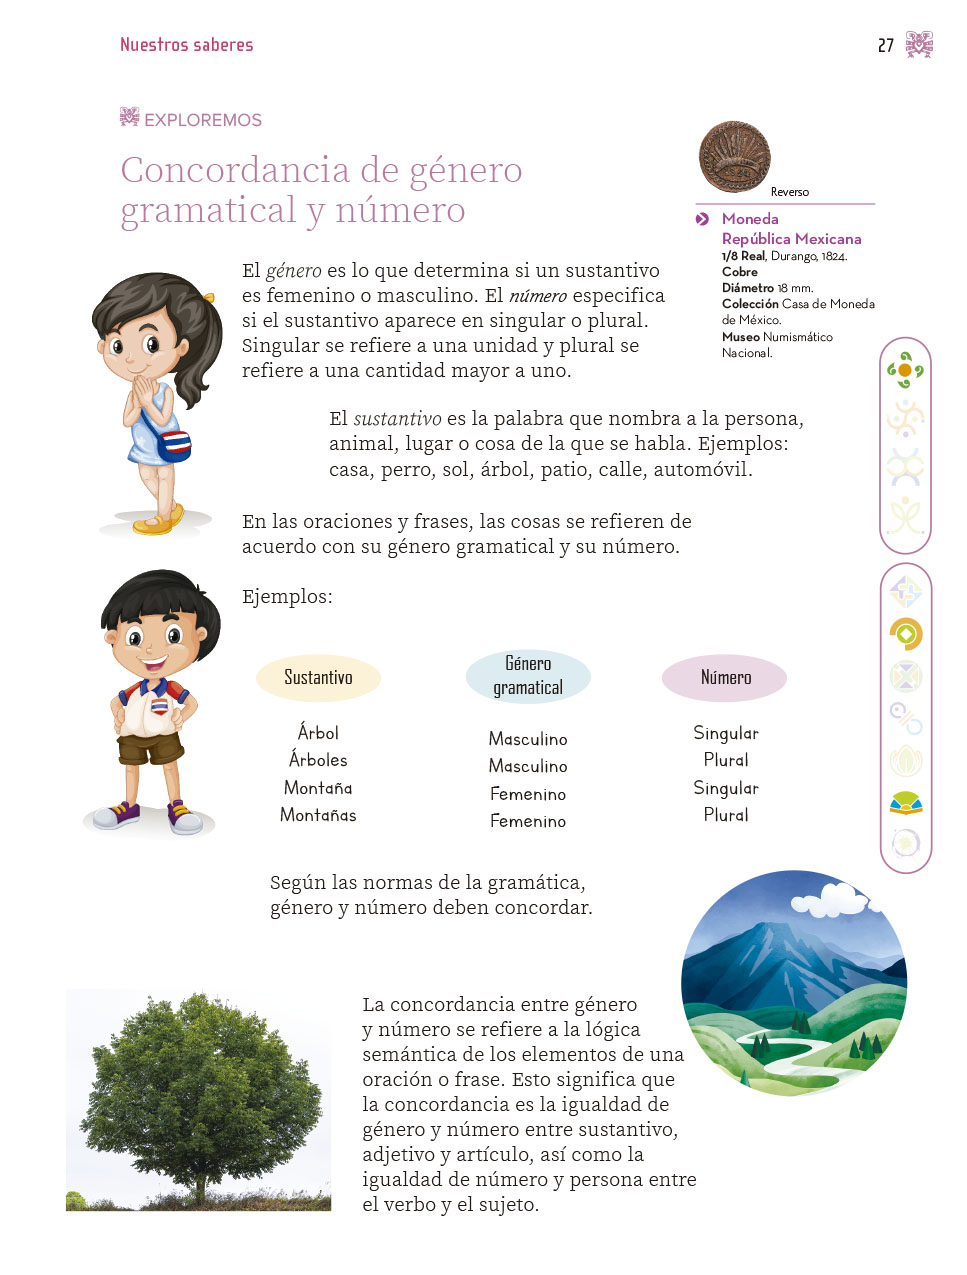 Nuestros saberes
27
EXPLOREMOS
Concordancia de género
gramatical y número
Reverso
Moneda
República Mexicana
1/8 Real, Durango, 1824.
Cobre
Diámetro 18 mm.
Colección Casa de Moneda
de México.
Museo Numismático
Nacional.
El género es lo que determina si un sustantivo
es femenino o masculino. El número especifica
si el sustantivo aparece en singular o plural.
Singular se refiere a una unidad y plural se
refiere a una cantidad mayor a uno.
El sustantivo es la palabra que nombra a la persona,
animal, lugar o cosa de la que se habla. Ejemplos:
casa, perro, sol, árbol, patio, calle, automóvil.
En las oraciones y frases, las cosas se refieren de
acuerdo con su género gramatical y su número.
Ejemplos:
Sustantivo
Árbol
Árboles
Montaña
Montañas
Género
gramatical
Masculino
Masculino
Femenino
Femenino
Número
Singular
Plural
Singular
Plural
Según las normas de la gramática,
género y número deben concordar.
La concordancia entre género
y número se refiere a la lógica
semántica de los elementos de una
oración o frase. Esto significa que
la concordancia es la igualdad de
género y número entre sustantivo,
adjetivo y artículo, así como la
igualdad de número y persona entre
el verbo y el sujeto.